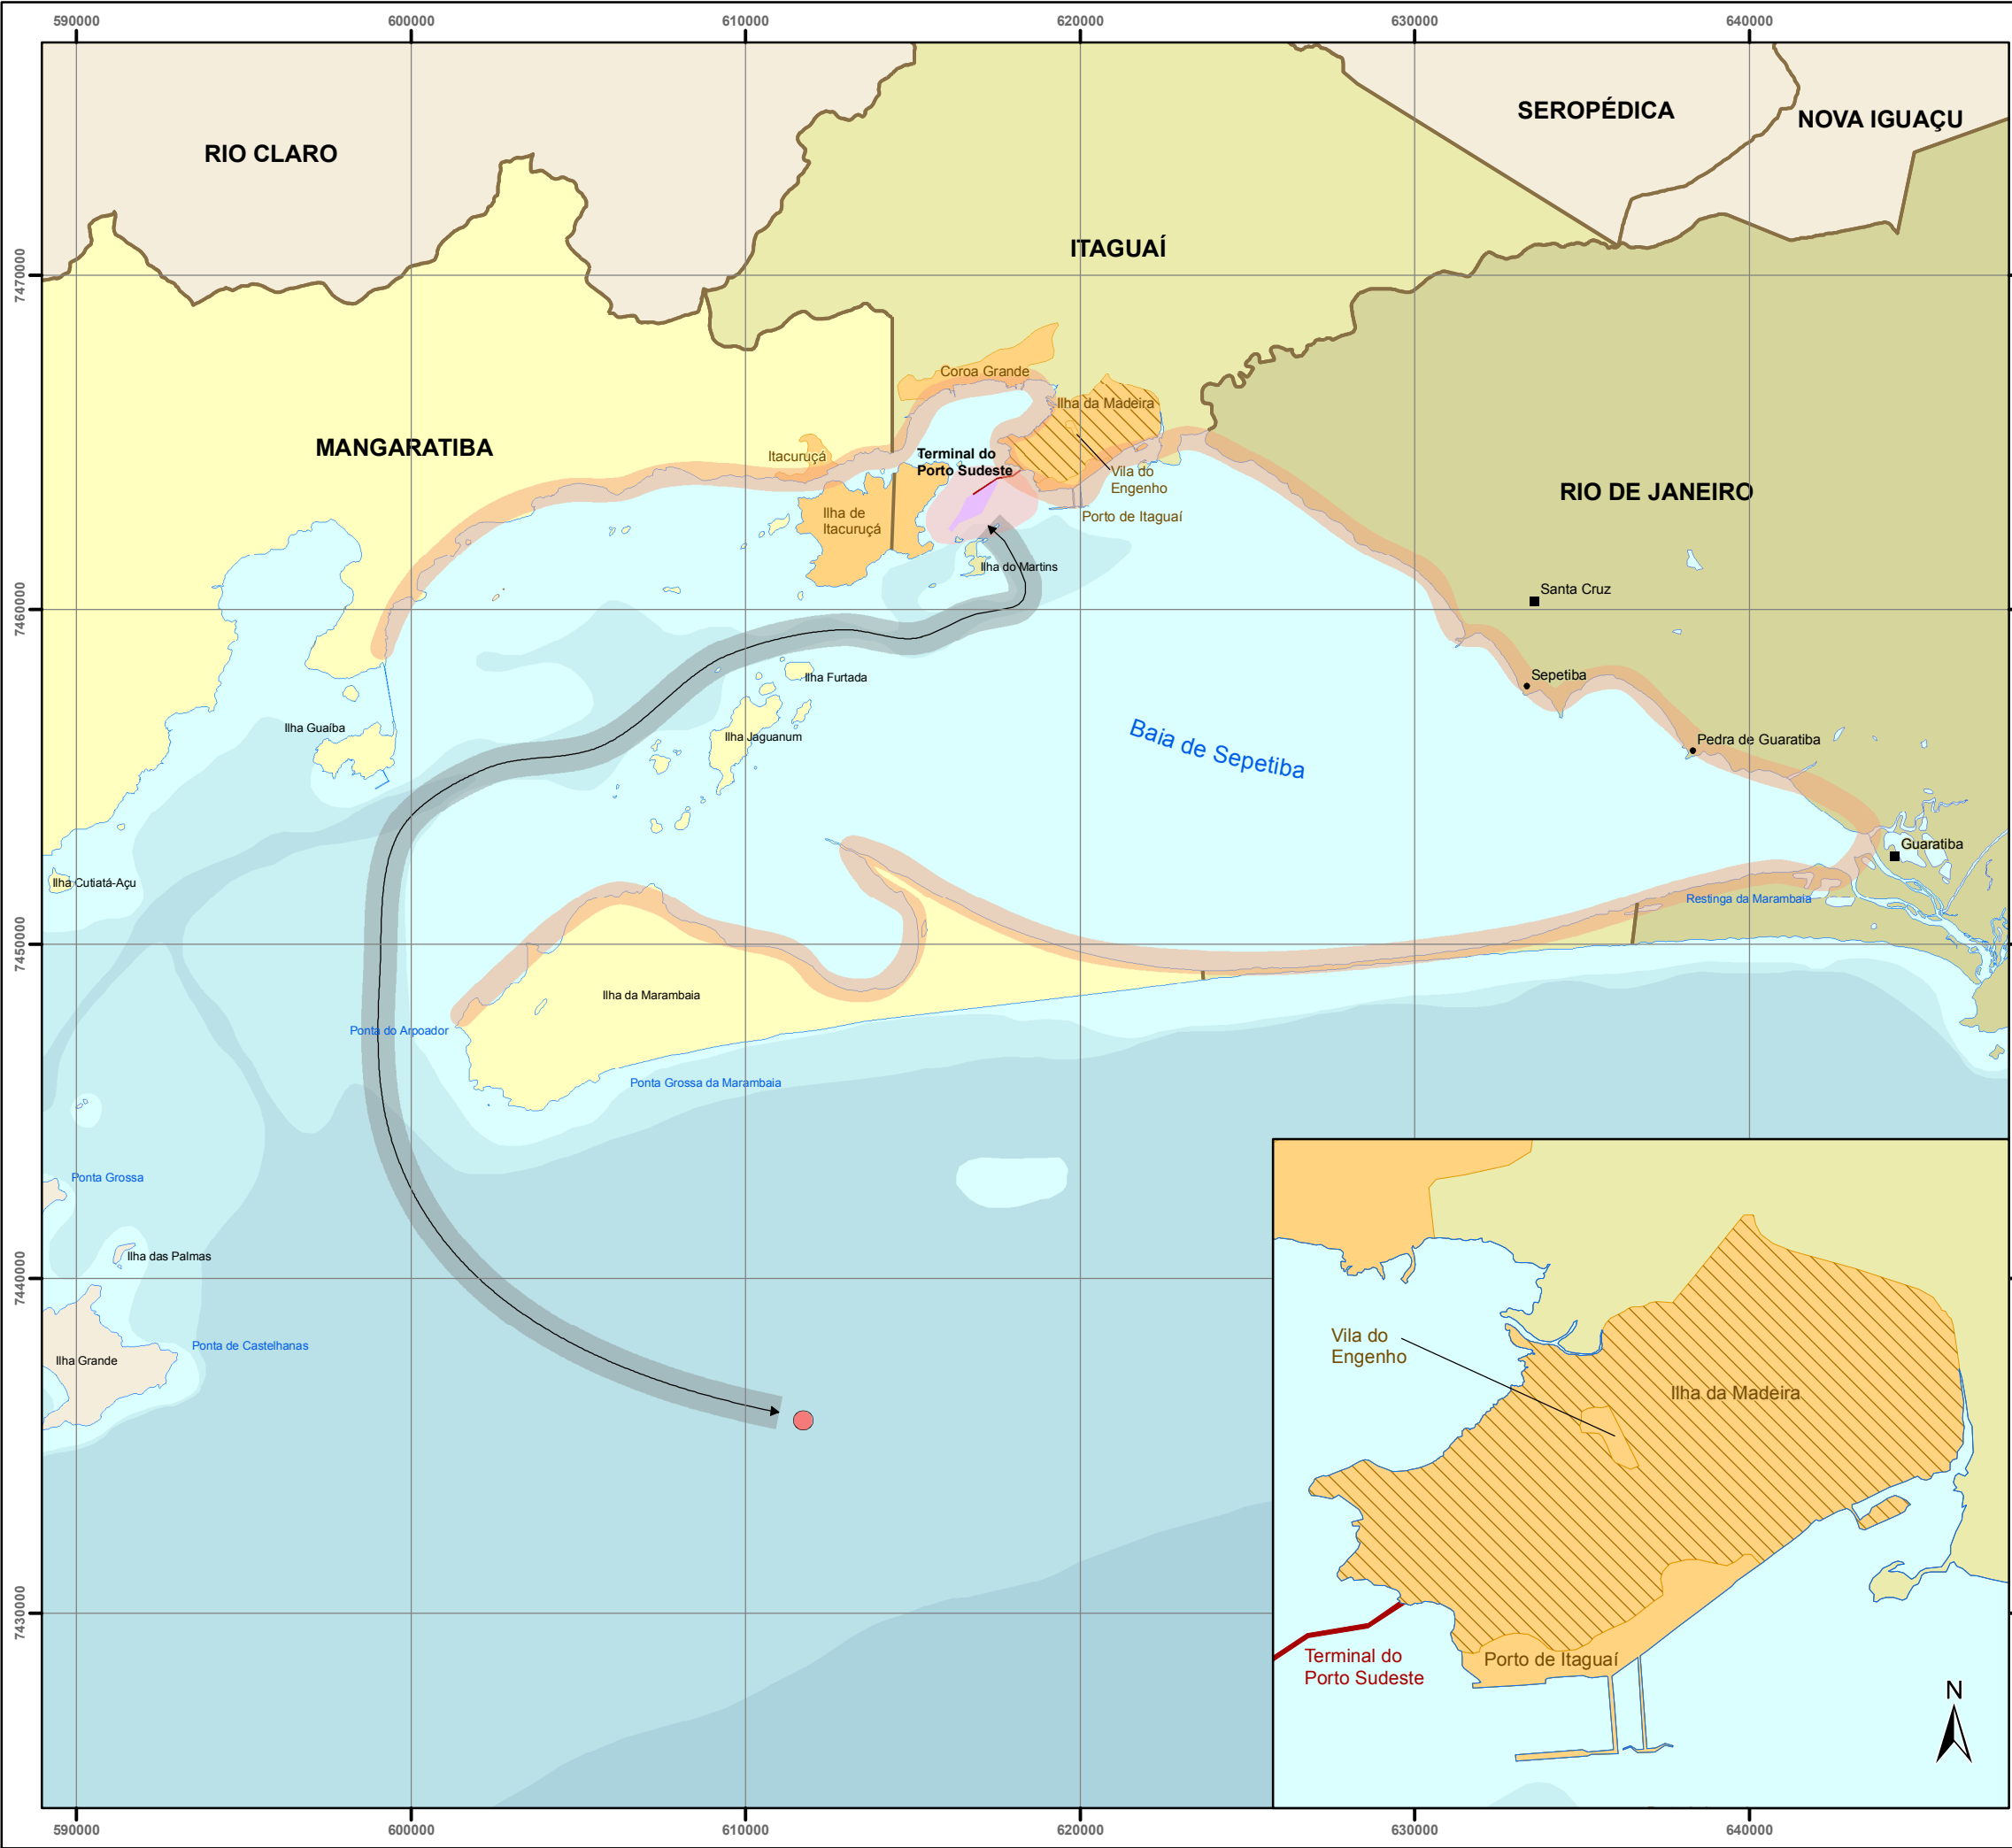 590000
600000
610000
620000
630000
640000
SEROPÉDICA
NOVA IGUAÇU
RIO CLARO
ITAGUAÍ
7470000
Coroa Grande
Ilha da Madeira
MANGARATIBA
Itacuruçá
Terminal do
Porto Sudeste
Vila do
Engenho
RIO DE JANEIRO
Ilha de
Itacuruçá
Porto de Itaguaí
Ilha do Martins
Santa Cruz
7460000
Ilha Furtada
Sepetiba
Ilha Guaíba
Ilha Jaguanum
Baia de Sepetiba
Pedra de Guaratiba
Guaratiba
Ilha Cutiatá-Açu
Restinga da Marambaia
7450000
Ilha da Marambaia
Ponta do Arpoador
Ponta Grossa da Marambaia
Ponta Grossa
Ilha das Palmas
7440000
Ponta de Castelhanas
Ilha Grande
Vila do
Engenho
Ilha da Madeira
7430000
Terminal do
Porto Sudeste
Porto de Itaguaí
N
590000
600000
610000
620000
630000
640000